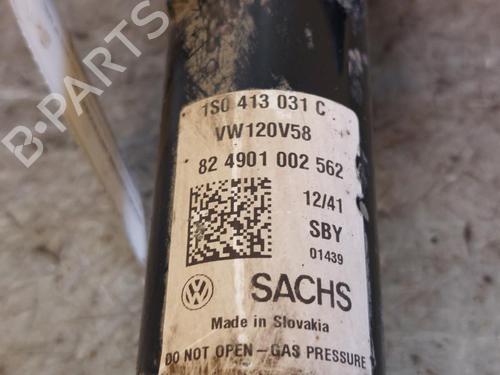 1S0 413 031 C
VW120V58
82 4901 002 562
12/41
SBY
01439
SACHS
Made in Slovakia
DO NOT OPEN - GAS PRESSURE